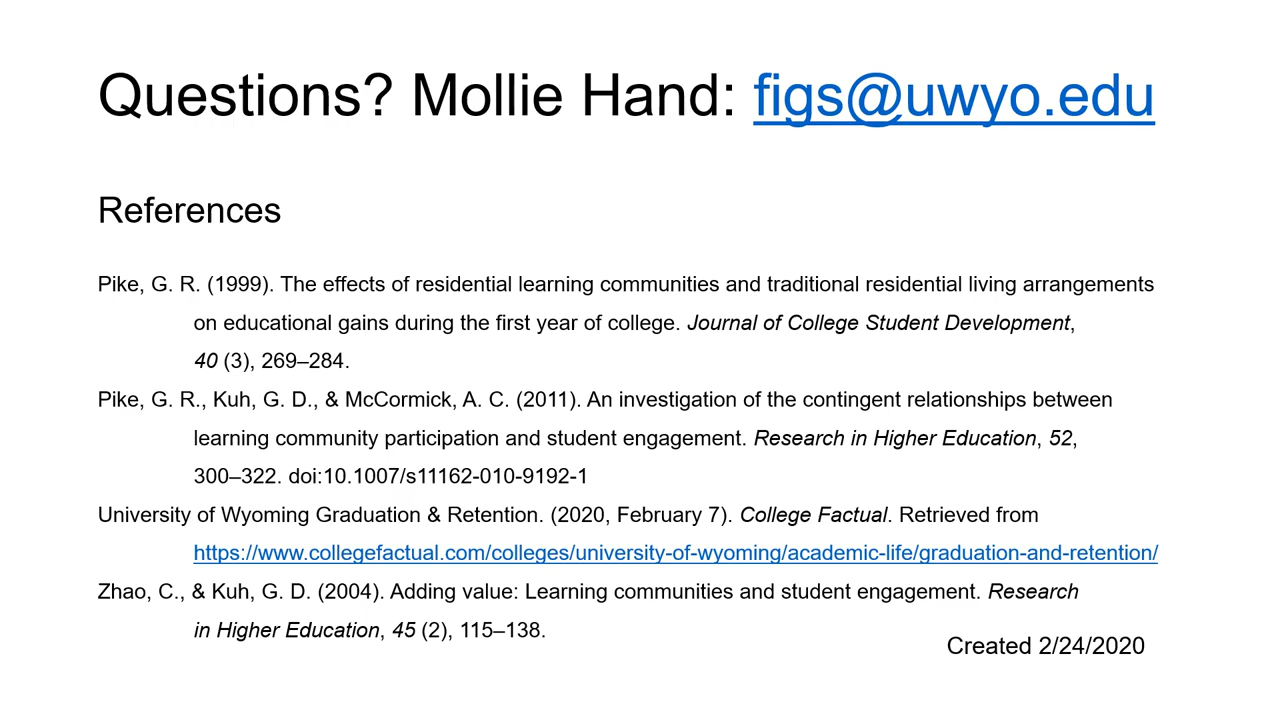 Questions? Mollie Hand: figs@uwyo.edu
References
Pike, G. R. (1999). The effects of residential learning communities and traditional residential living arrangements
on educational gains during the first year of college. Journal of College Student Development,
40 (3), 269–284.
Pike, G. R., Kuh, G. D., & McCormick, A. C. (2011). An investigation of the contingent relationships between
learning community participation and student engagement. Research in Higher Education, 52,
300–322. doi:10.1007/s11162-010-9192-1
University of Wyoming Graduation & Retention. (2020, February 7). College Factual. Retrieved from
https://www.collegefactual.com/colleges/university-of-wyoming/academic-life/graduation-and-retention/
Zhao, C., & Kuh, G. D. (2004). Adding value: Learning communities and student engagement. Research
in Higher Education, 45 (2), 115–138.
Created 2/24/2020